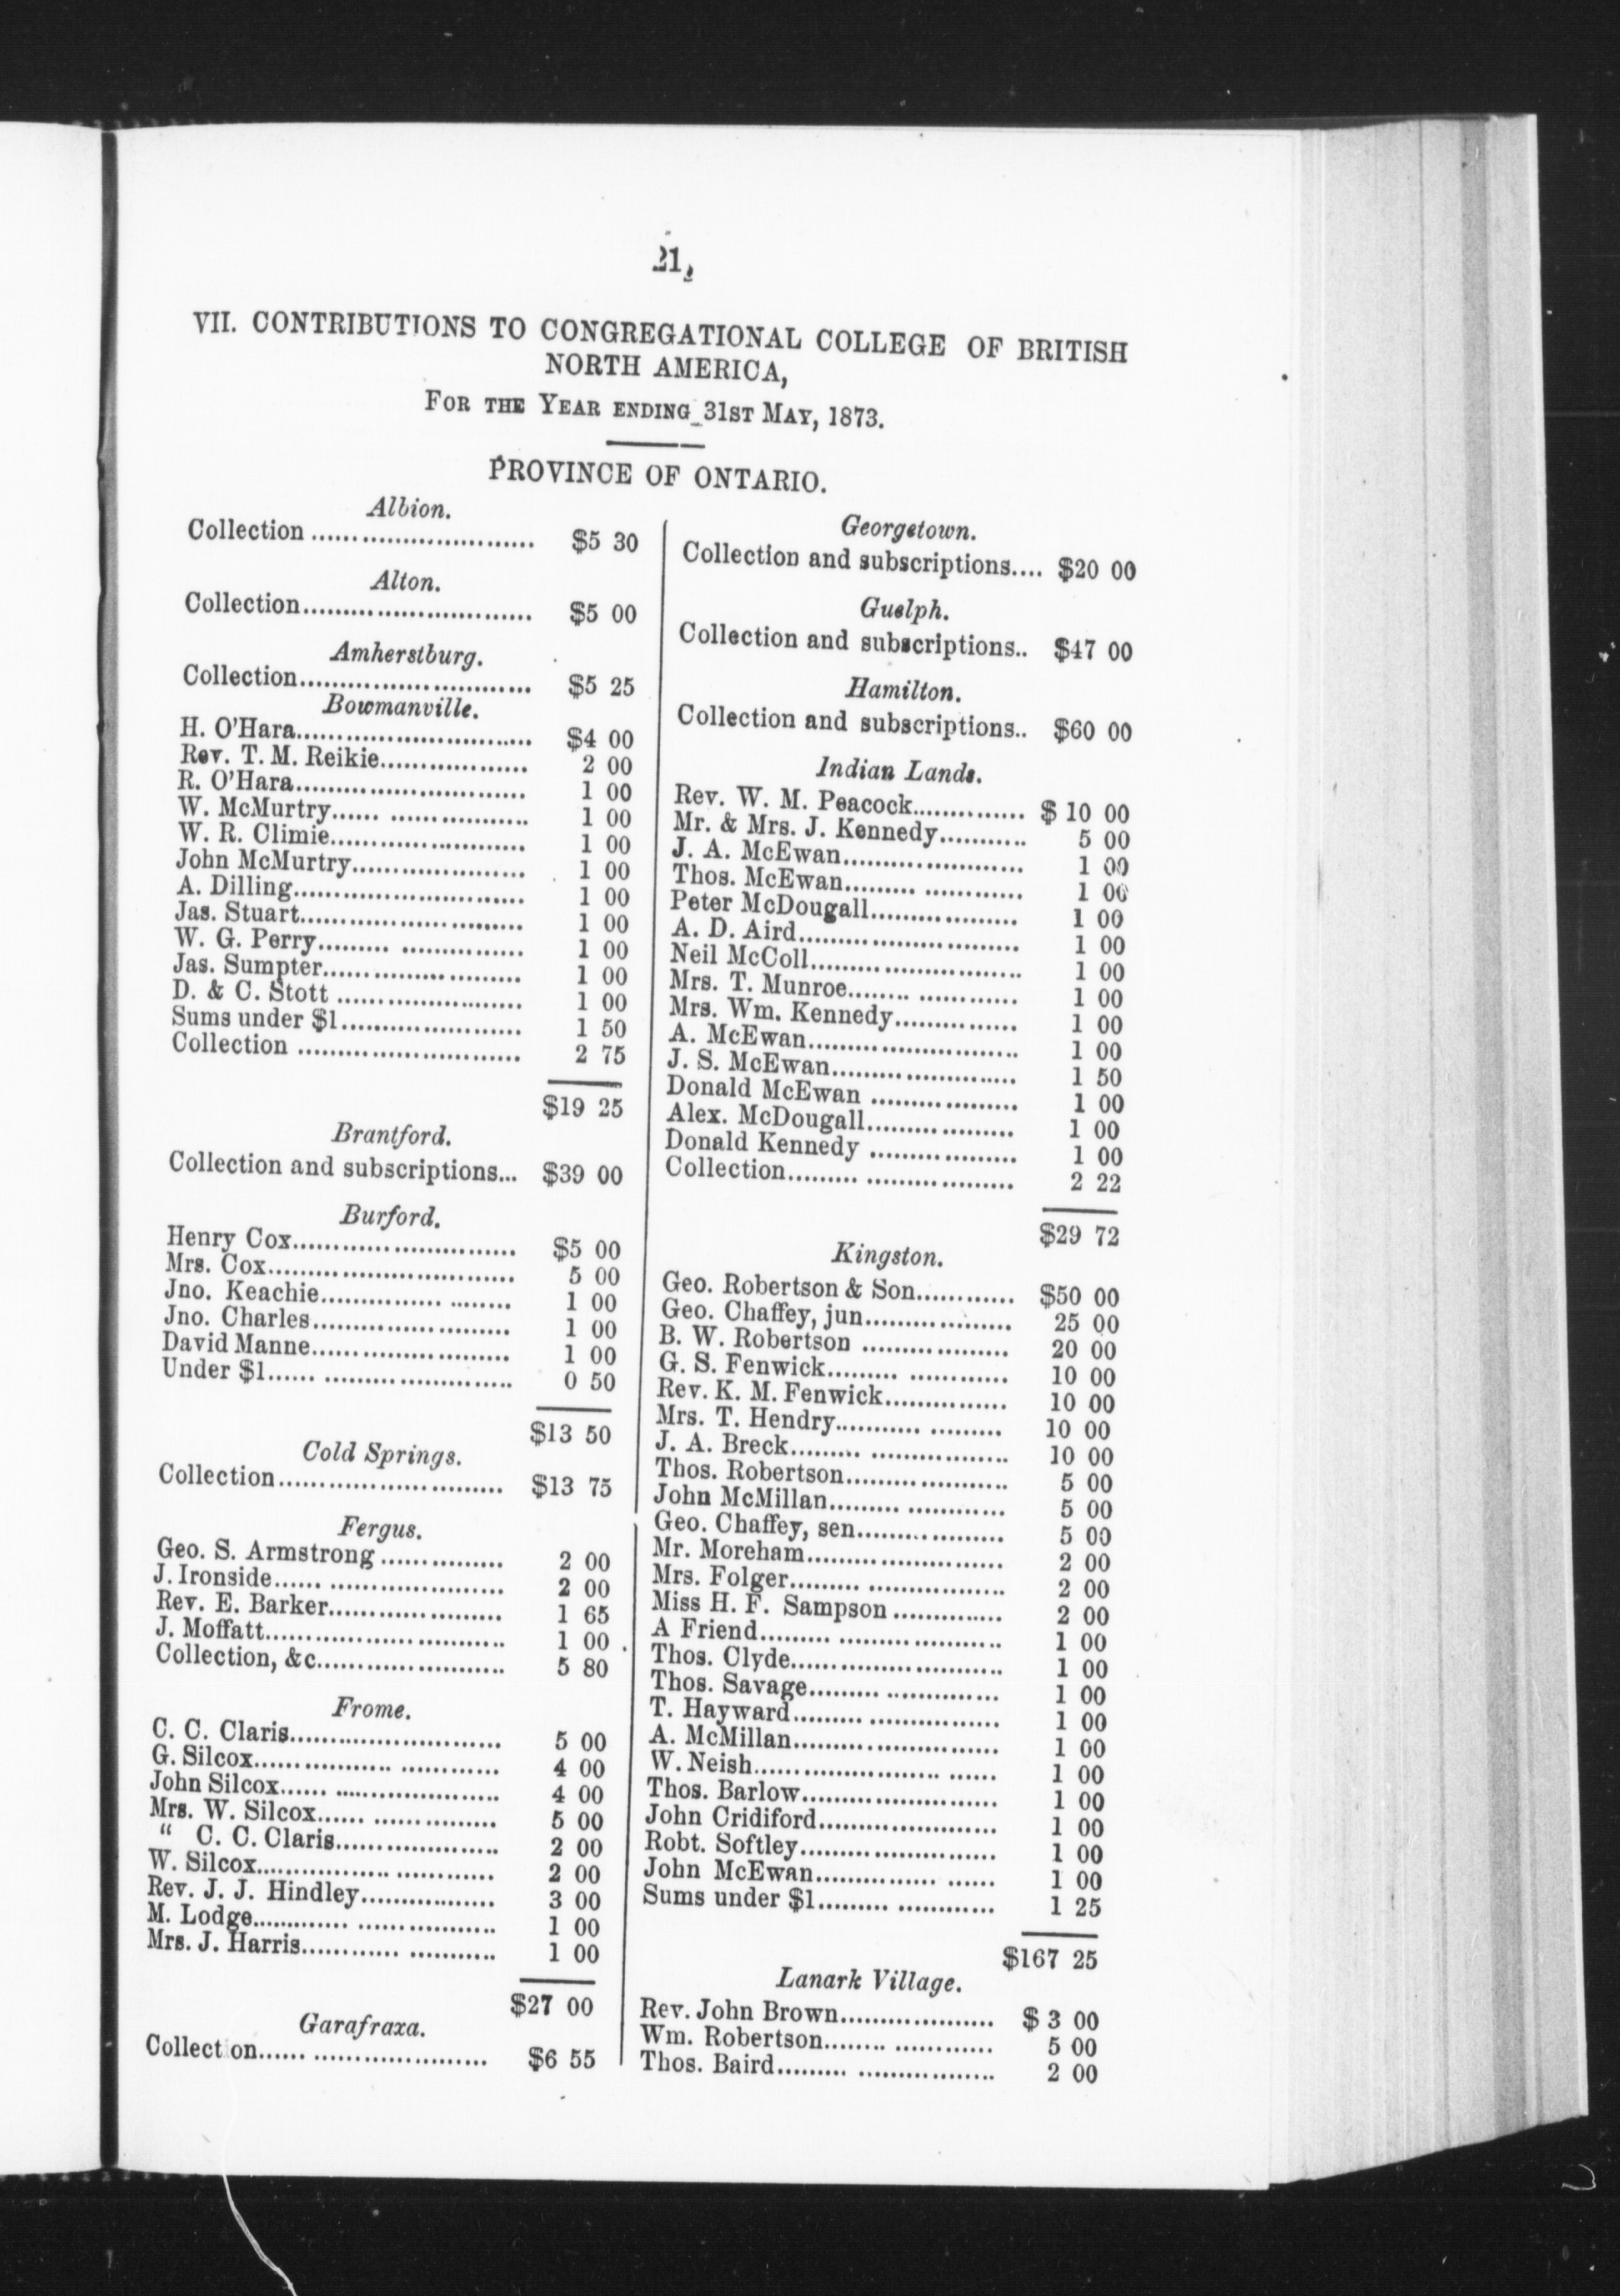 21
VII. CONTRIBUTIONS TO CONGREGATIONAL COLLEGE OF BRITISH
NORTH AMERICA,
FOR THE YEAR ENDING 31ST MAY, 1873.
PROVINCE OF ONTARIO.
Albion.
Collection .............................. $5 30
Alton.
Collection.............................. $5 00
Amherstburg.
Collection.............................. $5 25
Bowmanville.
H. O'Hara.............................. $4 00
Rev. T. M. Reikie................... 2 00
R. O'Hara.............................. 1 00
W. McMurtry...... .................. 1 00
W. R. Climie.......................... 1 00
John McMurtry....................... 1 00
A. Dilling.............................. 1 00
Jas. Stuart............................. 1 00
W. G. Perry......... ................ 1 00
Jas. Sumpter.......................... 1 00
D. & C. Stott ........................ 1 00
Sums under $1....................... 1 50
Collection ............................. 2 75
$19 25
Brantford.
Collection and subscriptions... $39 00
Burford.
Henry Cox............................. $5 00
Mrs. Cox................................ 5 00
Jno. Keachie............... ........ 1 00
Jno. Charles.......................... 1 00
David Manne.......................... 1 00
Under $1...... ........................ 0 50
$13 50
Cold Springs.
Collection............................. $13 75
Fergus.
Geo. S. Armstrong................ 2 00
J. Ironside...... ...................... 2 00
Rev. E. Barker...................... 1 65
J. Moffatt............................... 1 00
Collection, &c........................ 5 80
Frome.
C. C. Claris........................... 5 00
G. Silcox.................. ............ 4 00
John Silcox...... ..................... 4 00
Mrs. W. Silcox...... ................ 5 00
" C. C. Claris..................... 2 00
W. Silcox.................. ............ 2 00
Rev. J. J. Hindley................. 3 00
M. Lodge............. .................. 1 00
Mrs. J. Harris............ ........... 1 00
$27 00
Garafraxa.
Collect on...... ...................... $6 55
Georgetown.
Collection and subscriptions.... $20 00
Guelph.
Collection and subscriptions.. $47 00
Hamilton.
Collection and subscriptions.. $60 00
Indian Lands.
Rev. W. M. Peacock.............. $ 10 00
Mr. & Mrs. J. Kennedy........... 5 00
J. A. McEwan....................... 1 00
Thos. McEwan......... ............ 1 00
Peter McDougall................... 1 00
A. D. Aird............................. 1 00
Neil McColl........................... 1 00
Mrs. T. Munroe........ ............ 1 00
Mrs. Wm. Kennedy............... 1 00
A. McEwan........................... 1 00
J. S. McEwan........................ 1 50
Donald McEwan ................... 1 00
Alex. McDougall................... 1 00
Donald Kennedy .................. 1 00
Collection......... ................... 2 22
$29 72
Kingston.
Geo. Robertson & Son............ $50 00
Geo. Chaffey, jun.................. 25 00
B. W. Robertson ................... 20 00
G. S. Fenwick......... ............ 10 00
Rev. K. M. Fenwick............... 10 00
Mrs. T. Hendry........... ......... 10 00
J. A. Breck......... ................. 10 00
Thos. Robertson..................... 5 00
John McMillan......... ............ 5 00
Geo. Chaffey, sen................... 5 00
Mr. Moreham......................... 2 00
Mrs. Folger......... ................. 2 00
Miss H. F. Sampson .............. 2 00
A Friend......... ..................... 1 00
Thos. Clyde........................... 1 00
Thos. Savage......... ............... 1 00
T. Hayward......... ................. 1 00
A. McMillan.......................... 1 00
W. Neish........................ ...... 1 00
Thos. Barlow......................... 1 00
John Cridiford....................... 1 00
Robt. Softley......................... 1 00
John McEwan............... ...... 1 00
Sums under $1......... ............ 1 25
$167 25
Lanark Village.
Rev. John Brown................... $ 3 00
Wm. Robertson........ ............ 5 00
Thos. Baird......... ................. 2 00